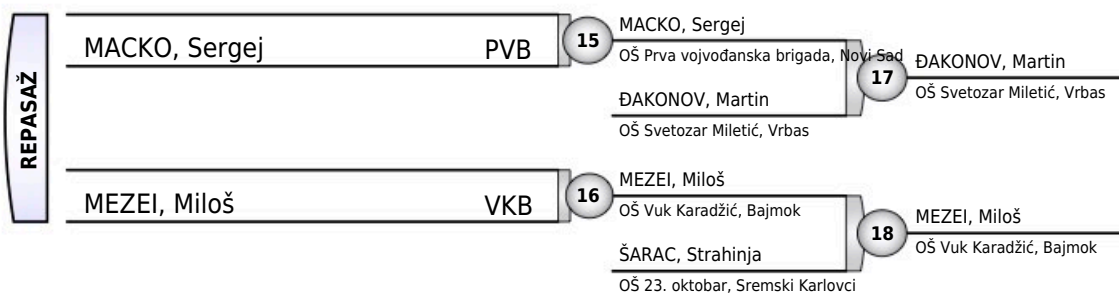 REPASAŽ
MACKO, Sergej PVB
15
MACKO, Sergej
OŠ Prva vojvođanska brigada, Novi Sad
ĐAKONOV, Martin
OŠ Svetozar Miletić, Vrbas
17
ĐAKONOV, Martin
OŠ Svetozar Miletić, Vrbas
MEZEI, Miloš VKB
16
MEZEI, Miloš
OŠ Vuk Karadžić, Bajmok
ŠARAC, Strahinja
OŠ 23. oktobar, Sremski Karlovci
18
MEZEI, Miloš
OŠ Vuk Karadžić, Bajmok